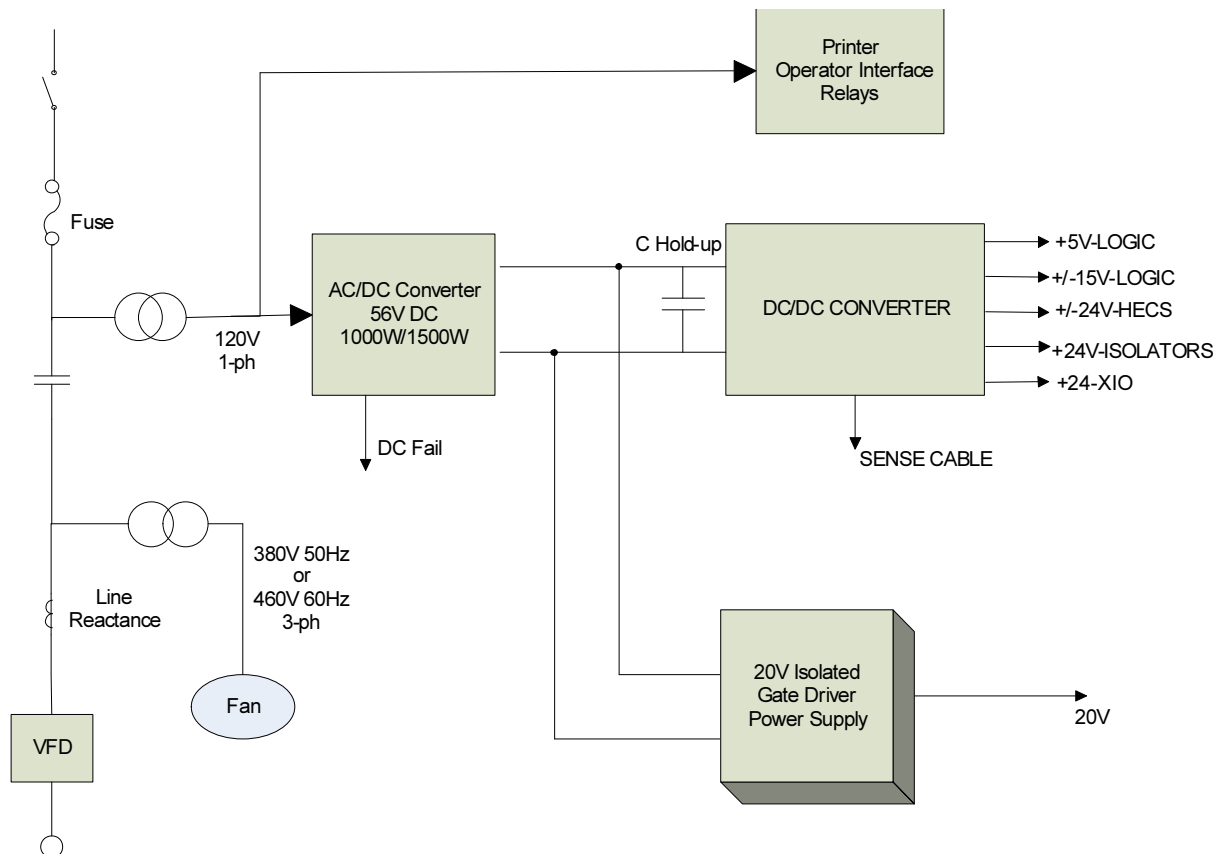 Printer
Operator Interface
Relays
Fuse
C Hold-up
AC/DC Converter
56V DC
1000W/1500W
DC/DC CONVERTER
+5V-LOGIC
+/-15V-LOGIC
+/-24V-HECS
+24V-ISOLATORS
+24-XIO
120V
1-ph
DC Fail
SENSE CABLE
380V 50Hz
or
460V 60Hz
3-ph
Line
Reactance
Fan
VFD
20V Isolated
Gate Driver
Power Supply
20V